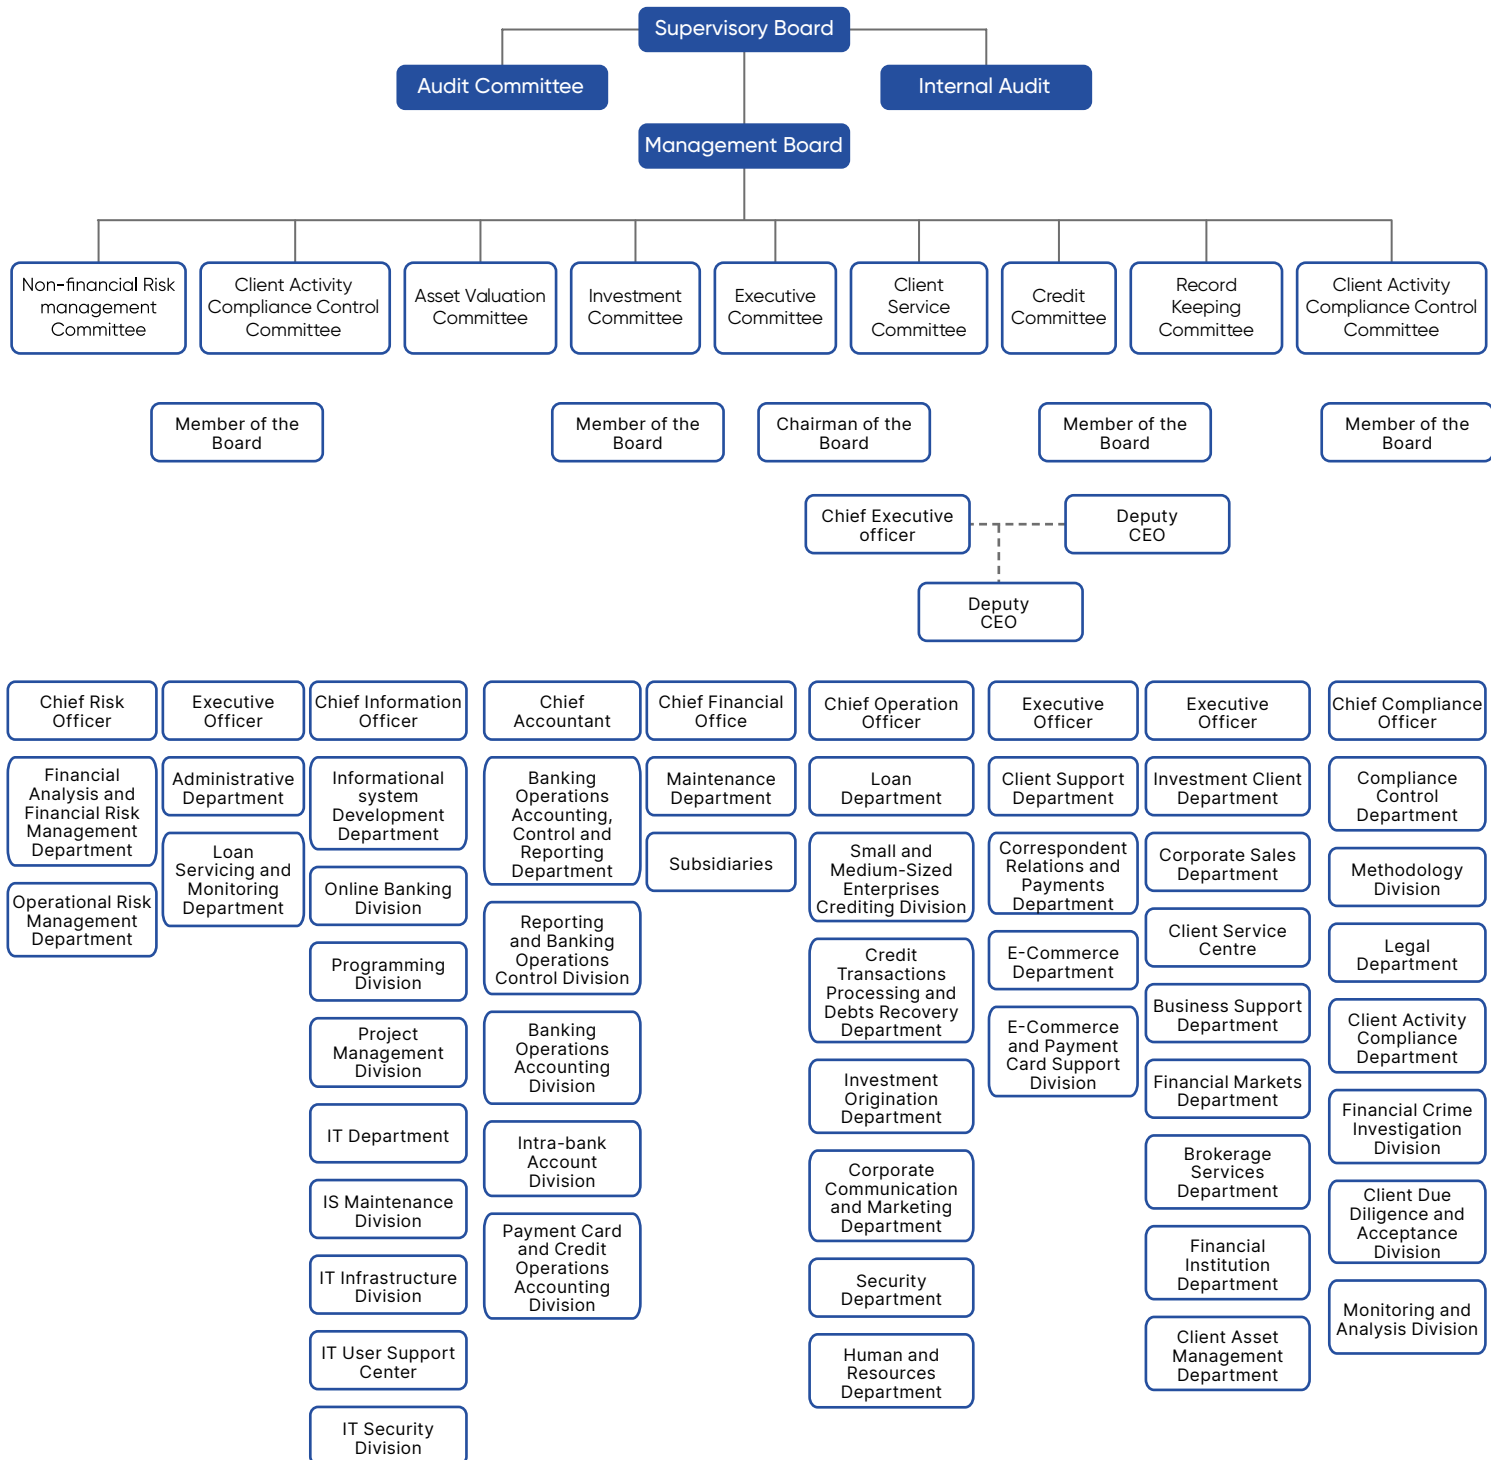 Supervisory Board
Audit Committee
Internal Audit
Management Board
Non-financial Risk
management
Committee
Client Activity
Compliance Control
Committee
Asset Valuation
Committee
Investment
Committee
Executive
Committee
Client
Service
Committee
Credit
Committee
Record
Keeping
Committee
Client Activity
Compliance Control
Committee
Member of the
Board
Member of the
Board
Chairman of the
Board
Member of the
Board
Member of the
Board
Chief Executive
officer
Deputy
CEO
Deputy
CEO
Chief Risk
Officer
Financial
Analysis and
Financial Risk
Management
Department
Operational Risk
Management
Department
Executive
Officer
Administrative
Department
Loan
Servicing and
Monitoring
Department
Chief Information
Officer
Informational
system
Development
Department
Online Banking
Division
Programming
Division
Project
Management
Division
IT Department
IS Maintenance
Division
IT Infrastructure
Division
IT User Support
Center
IT Security
Division
Chief
Accountant
Banking
Operations
Accounting,
Control and
Reporting
Department
Reporting
and Banking
Operations
Control Division
Banking
Operations
Accounting
Division
Intra-bank
Account
Division
Payment Card
and Credit
Operations
Accounting
Division
Chief Financial
Office
Maintenance
Department
Subsidiaries
Chief Operation
Officer
Loan
Department
Small and
Medium-Sized
Enterprises
Crediting Division
Credit
Transactions
Processing and
Debts Recovery
Department
Investment
Origination
Department
Corporate
Communication
and Marketing
Department
Security
Department
Human and
Resources
Department
Executive
Officer
Client Support
Department
Correspondent
Relations and
Payments
Department
E-Commerce
Department
E-Commerce
and Payment
Card Support
Division
Executive
Officer
Investment Client
Department
Corporate Sales
Department
Client Service
Centre
Business Support
Department
Financial Markets
Department
Brokerage
Services
Department
Financial
Institution
Department
Client Asset
Management
Department
Chief Compliance
Officer
Compliance
Control
Department
Methodology
Division
Legal
Department
Client Activity
Compliance
Department
Financial Crime
Investigation
Division
Client Due
Diligence and
Acceptance
Division
Monitoring and
Analysis Division